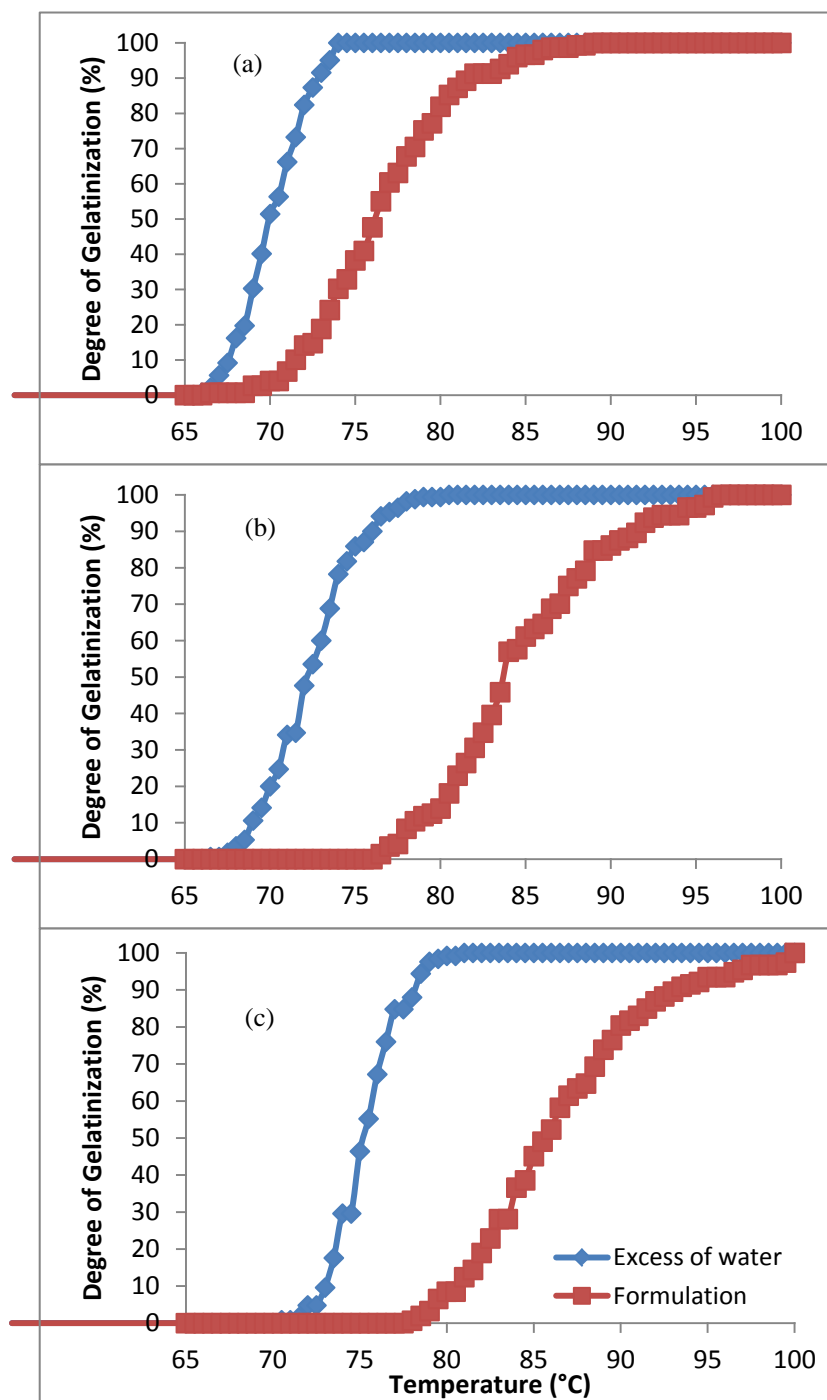 (a)
Degree of Gelatinization (%)
100
90
80
70
60
50
40
30
20
10
0
65 70 75 80 85 90 95 100
(b)
Degree of Gelatinization (%)
100
90
80
70
60
50
40
30
20
10
0
65 70 75 80 85 90 95 100
(c)
Degree of Gelatinization (%)
100
90
80
70
60
50
40
30
20
10
0
Excess of water
Formulation
65 70 75 80 85 90 95 100
Temperature (°C)